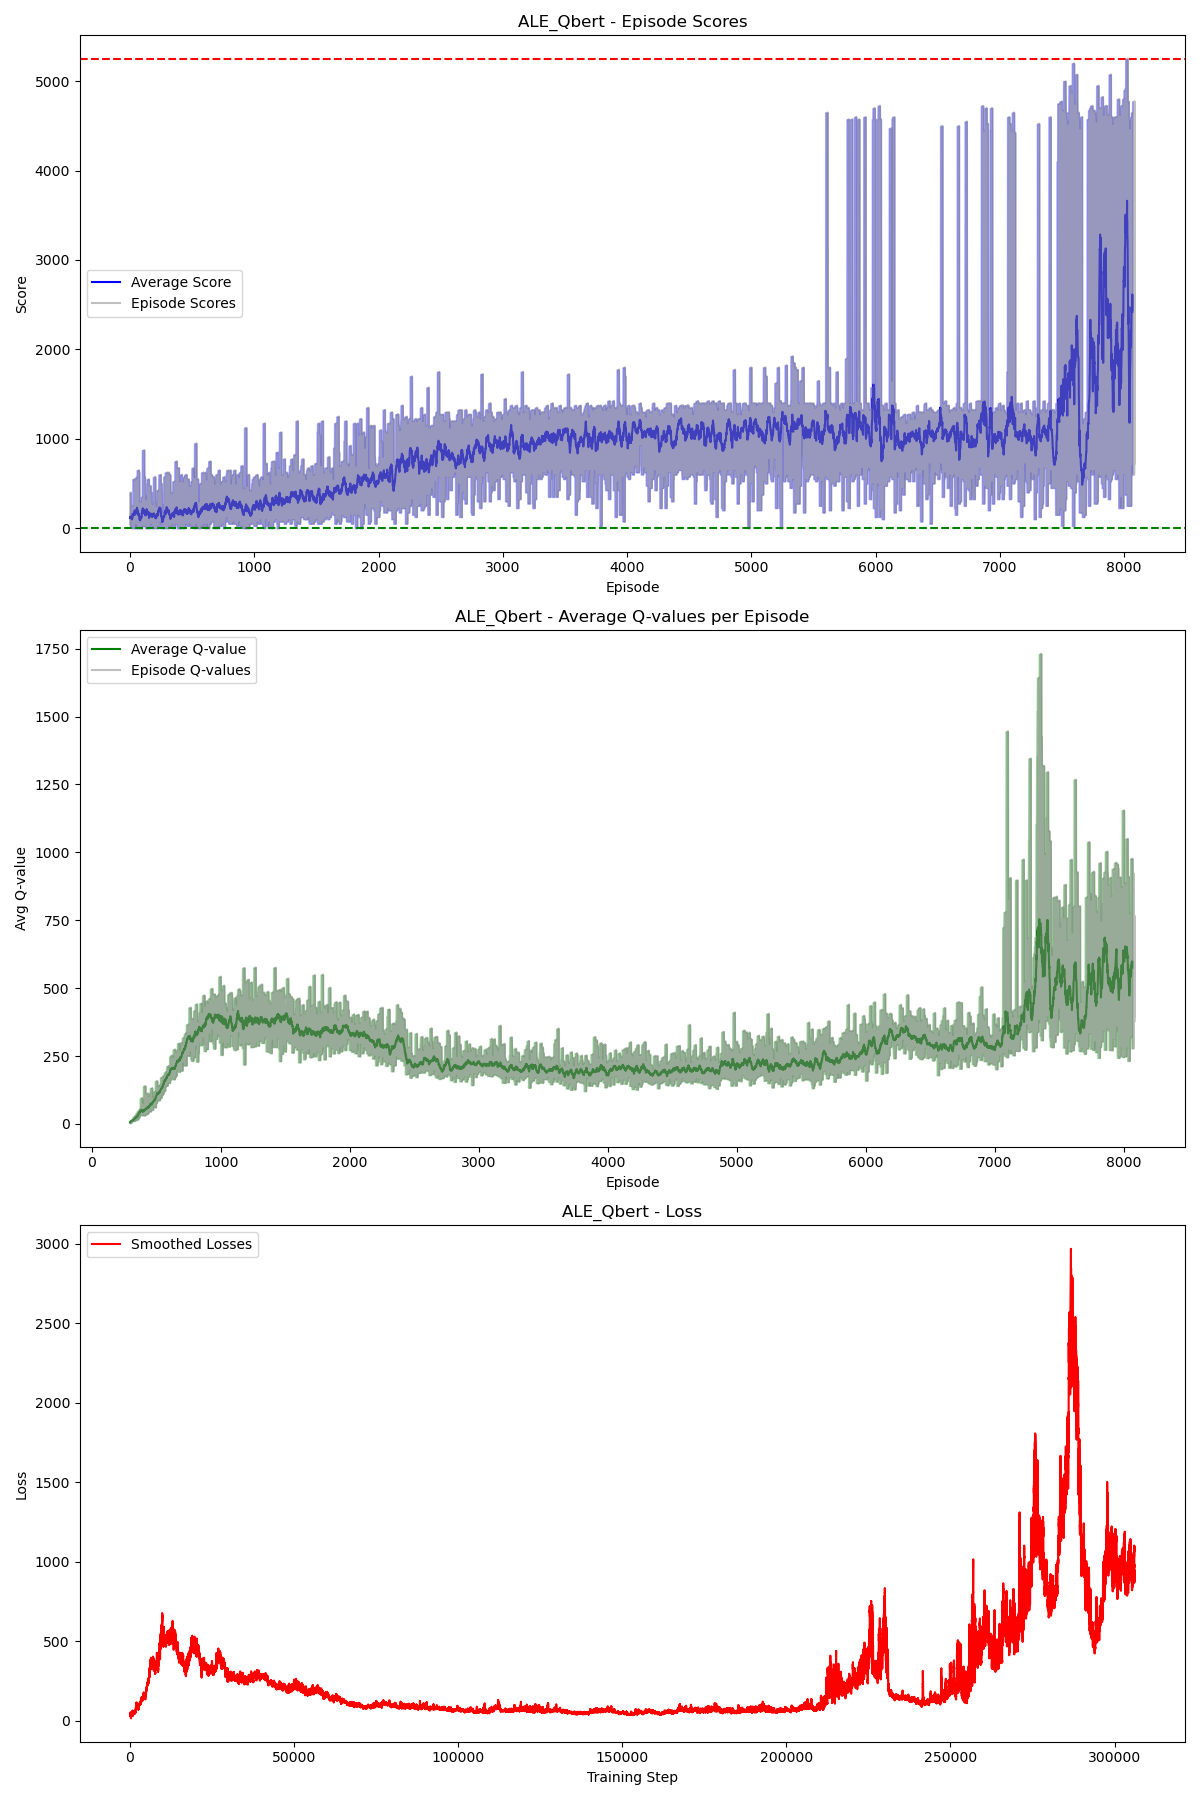 ALE_Qbert - Episode Scores
5000
4000
3000
2000
1000
0
Score
Average Score
Episode Scores
0 1000 2000 3000 4000 5000 6000 7000 8000
Episode
ALE_Qbert - Average Q-values per Episode
1750
1500
1250
1000
750
500
250
0
Avg Q-value
Average Q-value
Episode Q-values
0 1000 2000 3000 4000 5000 6000 7000 8000
Episode
ALE_Qbert - Loss
3000
2500
2000
1500
1000
500
0
Loss
Smoothed Losses
0 50000 100000 150000 200000 250000 300000
Training Step